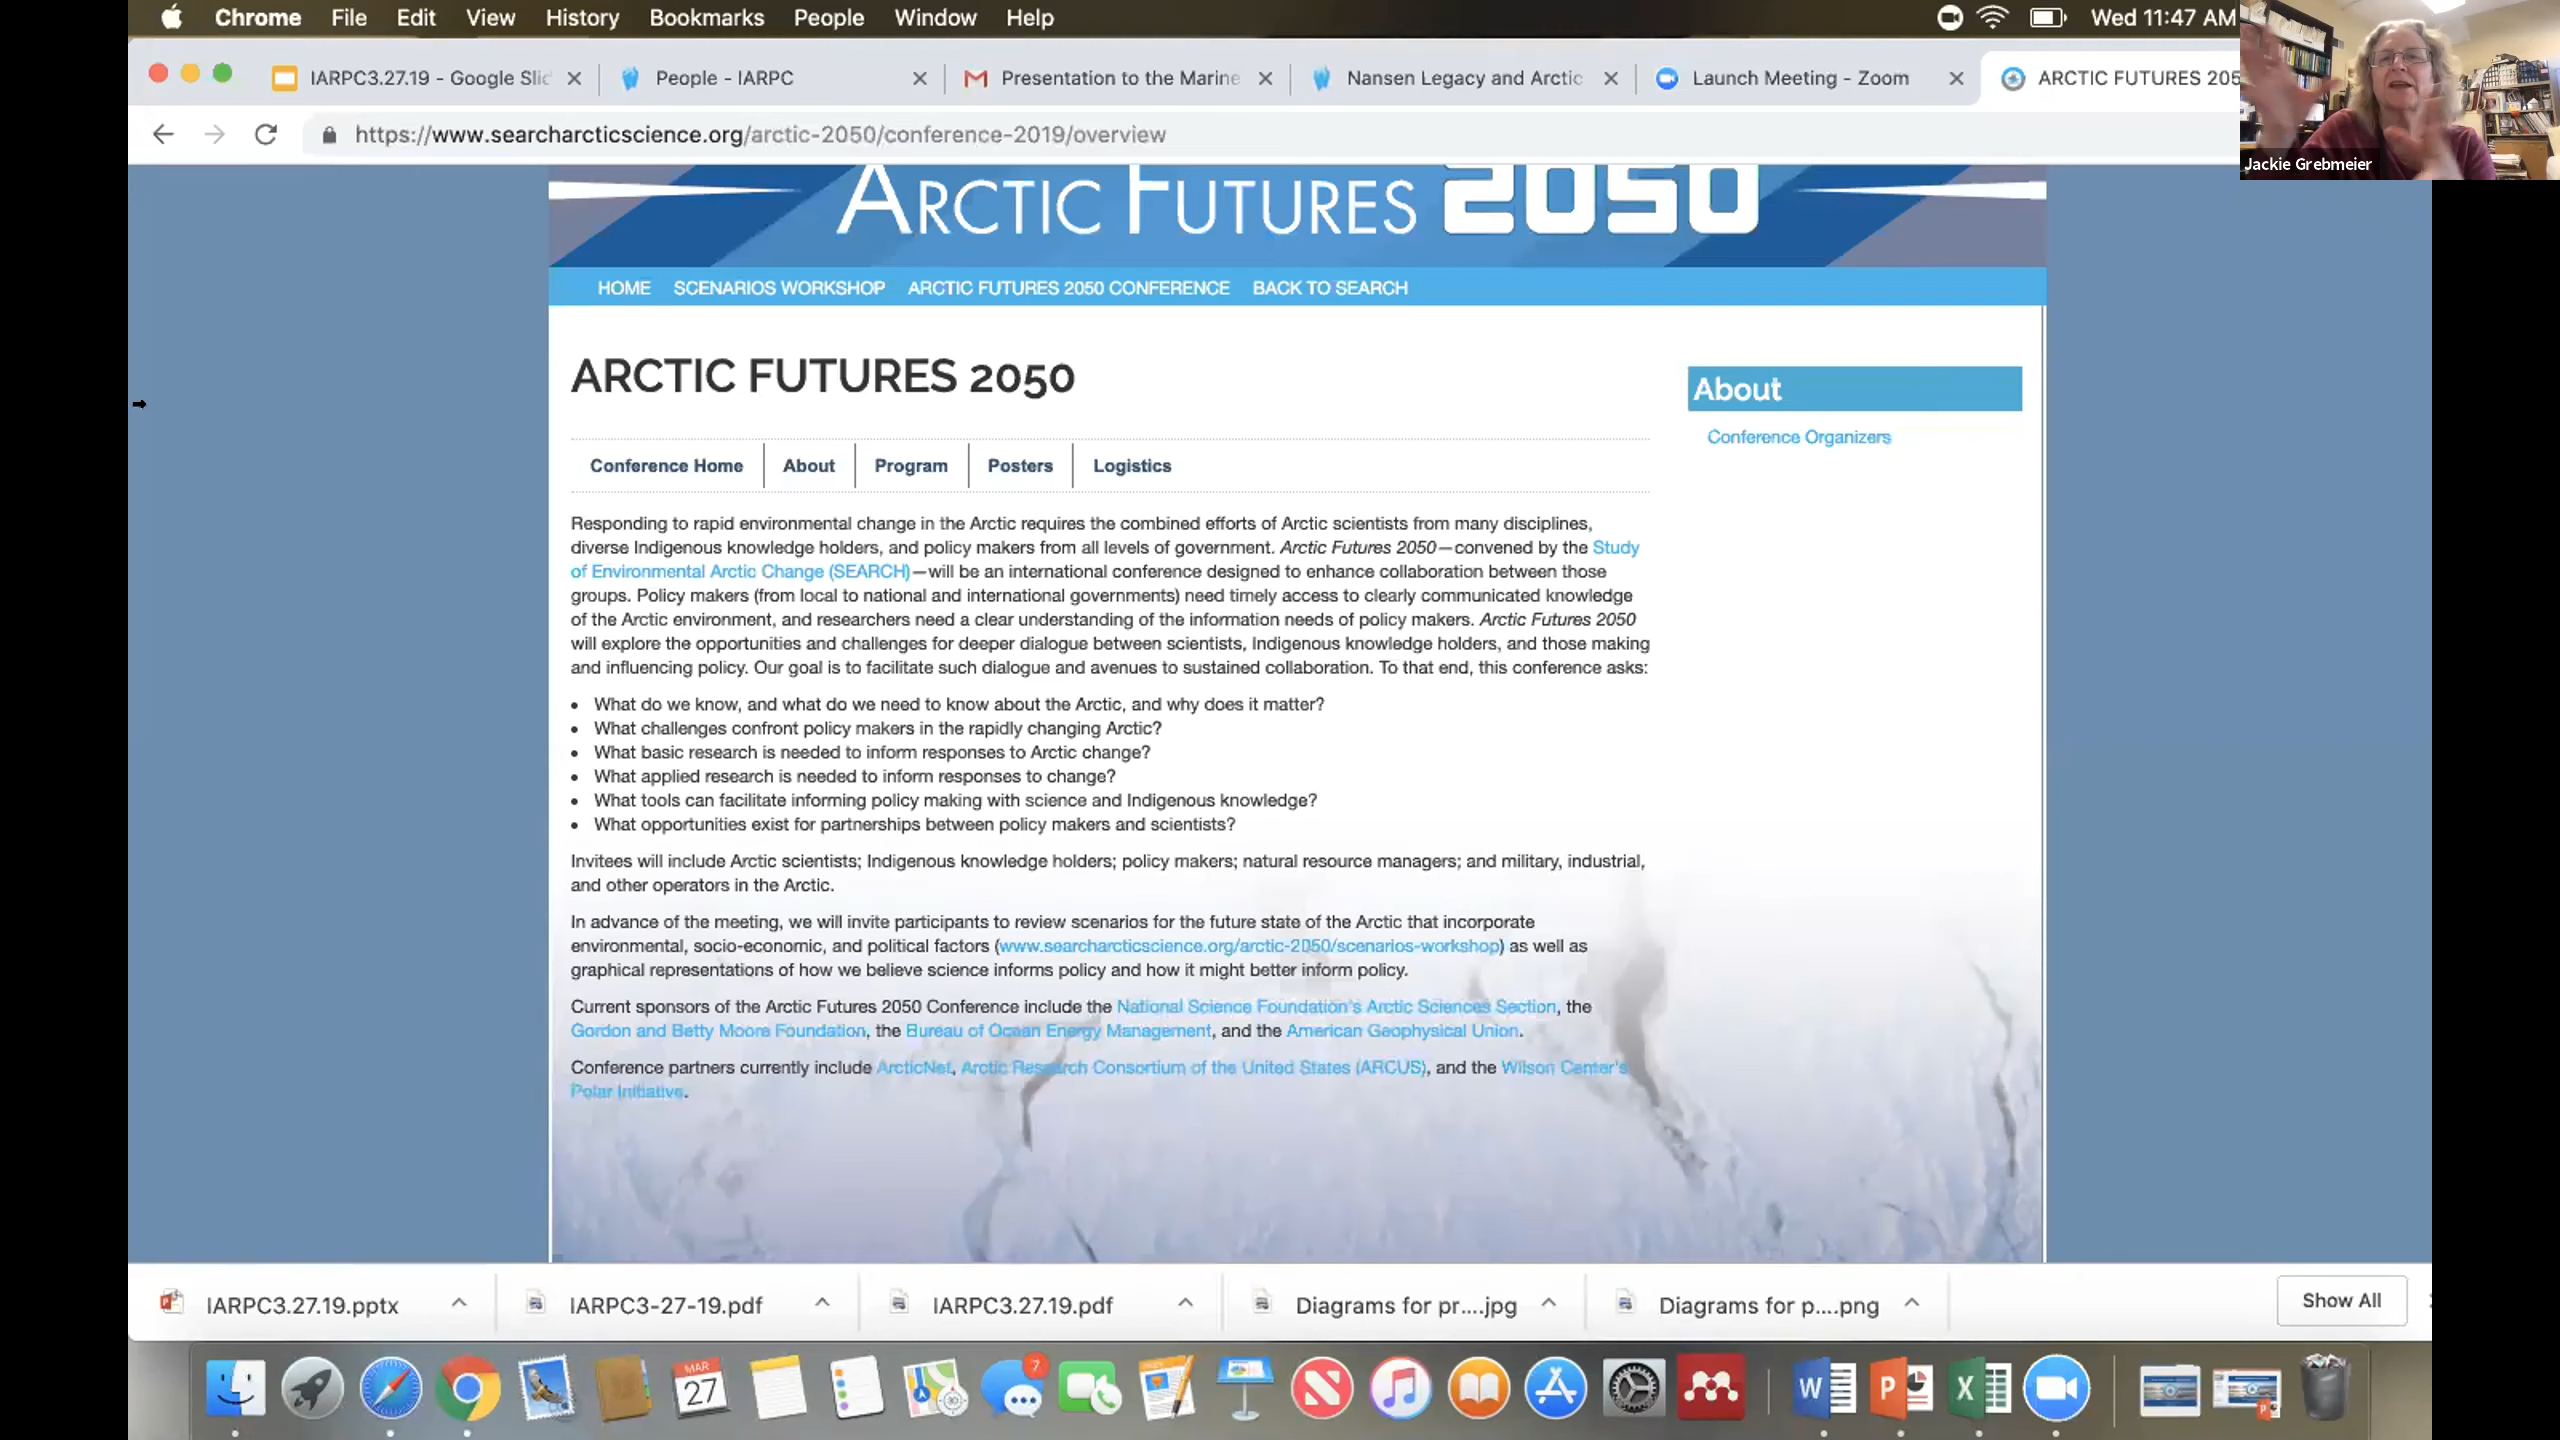 Chrome File Edit View History Bookmarks People Window Help Wed 11:47 AM
IARPC3.27.19 - Google Slid People - IARPC Presentation to the Marine Nansen Legacy and Arctic Launch Meeting - Zoom ARCTIC FUTURES 205
https://www.searcharcticscience.org/arctic-2050/conference-2019/overview
Jackie Grebmeier
ARCTIC FUTURES 2050
HOME SCENARIOS WORKSHOP ARCTIC FUTURES 2050 CONFERENCE BACK TO SEARCH
ARCTIC FUTURES 2050
About
Conference Organizers
Conference Home About Program Posters Logistics
Responding to rapid environmental change in the Arctic requires the combined efforts of Arctic scientists from many disciplines,
diverse Indigenous knowledge holders, and policy makers from all levels of government. Arctic Futures 2050—convened by the Study
of Environmental Arctic Change (SEARCH)—will be an international conference designed to enhance collaboration between those
groups. Policy makers (from local to national and international governments) need timely access to clearly communicated knowledge
of the Arctic environment, and researchers need a clear understanding of the information needs of policy makers. Arctic Futures 2050
will explore the opportunities and challenges for deeper dialogue between scientists, Indigenous knowledge holders, and those making
and influencing policy. Our goal is to facilitate such dialogue and avenues to sustained collaboration. To that end, this conference asks:
• What do we know, and what do we need to know about the Arctic, and why does it matter?
• What challenges confront policy makers in the rapidly changing Arctic?
• What basic research is needed to inform responses to Arctic change?
• What applied research is needed to inform responses to change?
• What tools can facilitate informing policy making with science and Indigenous knowledge?
• What opportunities exist for partnerships between policy makers and scientists?
Invitees will include Arctic scientists; Indigenous knowledge holders; policy makers; natural resource managers; and military, industrial,
and other operators in the Arctic.
In advance of the meeting, we will invite participants to review scenarios for the future state of the Arctic that incorporate
environmental, socio-economic, and political factors (www.searcharcticscience.org/arctic-2050/scenarios-workshop) as well as
graphical representations of how we believe science informs policy and how it might better inform policy.
Current sponsors of the Arctic Futures 2050 Conference include the National Science Foundation's Arctic Sciences Section, the
Gordon and Betty Moore Foundation, the Bureau of Ocean Energy Management, and the American Geophysical Union.
Conference partners currently include ArcticNet, Arctic Research Consortium of the United States (ARCUS), and the Wilson Center's
Polar Initiative.
IARPC3.27.19.pptx IARPC3-27-19.pdf IARPC3.27.19.pdf Diagrams for pr....jpg Diagrams for p....png Show All
MAR
27
7